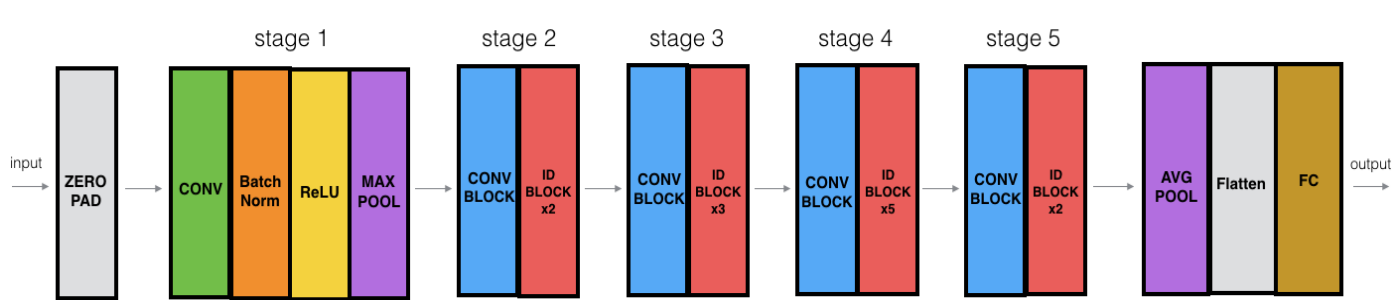 stage 1
stage 2
stage 3
stage 4
stage 5
input
ZERO
PAD
CONV
Batch
Norm
ReLU
MAX
POOL
CONV
BLOCK
ID
BLOCK
x2
CONV
BLOCK
ID
BLOCK
x3
CONV
BLOCK
ID
BLOCK
x5
CONV
BLOCK
ID
BLOCK
x2
AVG
POOL
Flatten
FC
output